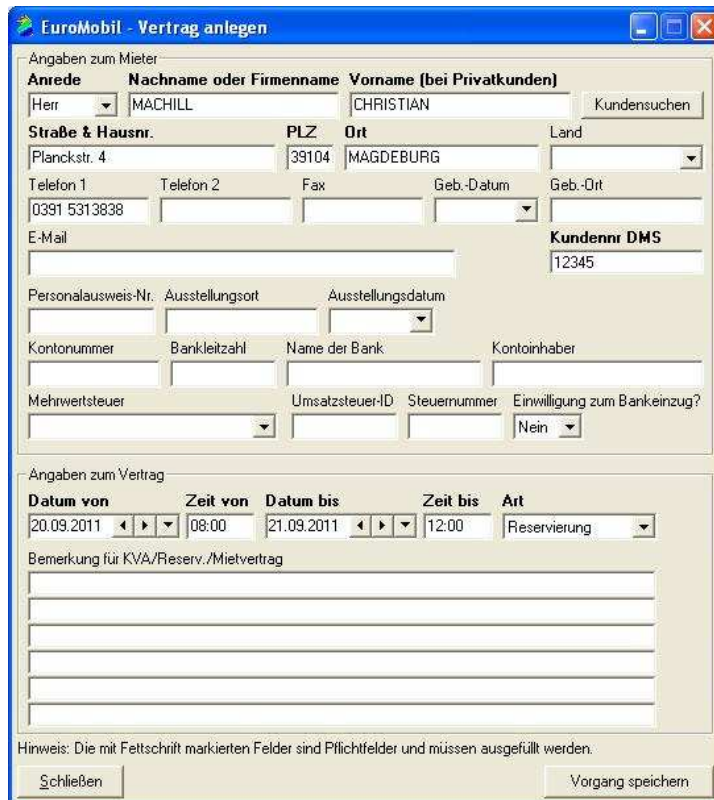 EuroMobil - Vertrag anlegen
Angaben zum Mieter
Anrede Nachname oder Firmenname Vorname (bei Privatkunden)
Herr MACHILL CHRISTIAN Kundensuchen
Straße & Hausnr. PLZ Ort Land
Planckstr. 4 39104 MAGDEBURG
Telefon 1 Telefon 2 Fax Geb.-Datum Geb.-Ort
0391 5313838
E-Mail Kundennr DMS
12345
Personalausweis-Nr. Ausstellungsort Ausstellungsdatum
Kontonummer Bankleitzahl Name der Bank Kontoinhaber
Mehrwertsteuer Umsatzsteuer-ID Steuernummer Einwilligung zum Bankeinzug?
Nein
Angaben zum Vertrag
Datum von Zeit von Datum bis Zeit bis Art
20.09.2011 08:00 21.09.2011 12:00 Reservierung
Bemerkung für KVA/Reserv./Mietvertrag
Hinweis: Die mit Fettschrift markierten Felder sind Pflichtfelder und müssen ausgefüllt werden.
Schließen Vorgang speichern